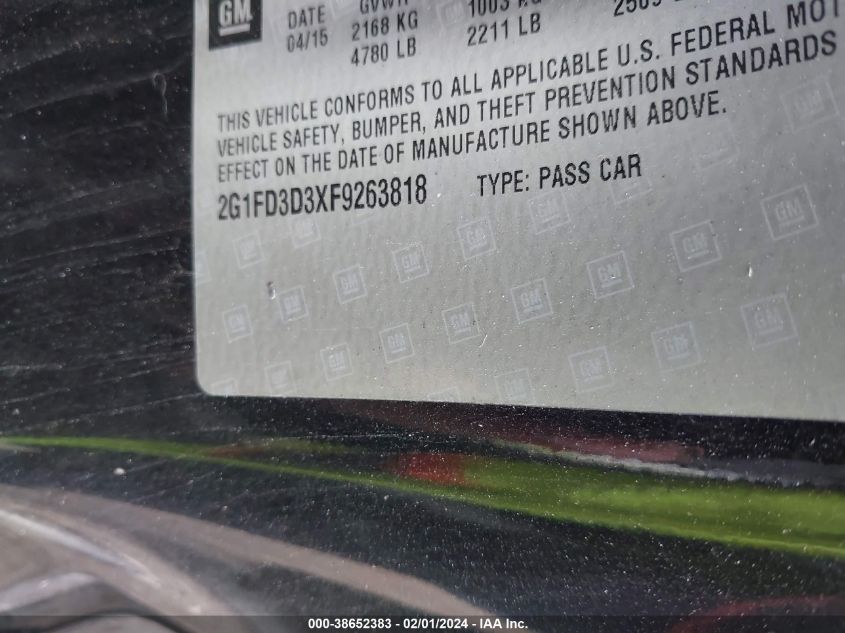 GM
DATE GVWR
04/15 2168 KG 1003 KG
4780 LB 2211 LB
THIS VEHICLE CONFORMS TO ALL APPLICABLE U.S. FEDERAL MOT
VEHICLE SAFETY, BUMPER, AND THEFT PREVENTION STANDARDS
EFFECT ON THE DATE OF MANUFACTURE SHOWN ABOVE.
2G1FD3D3XF9263818 TYPE: PASS CAR
000-38652383 - 02/01/2024 - IAA Inc.